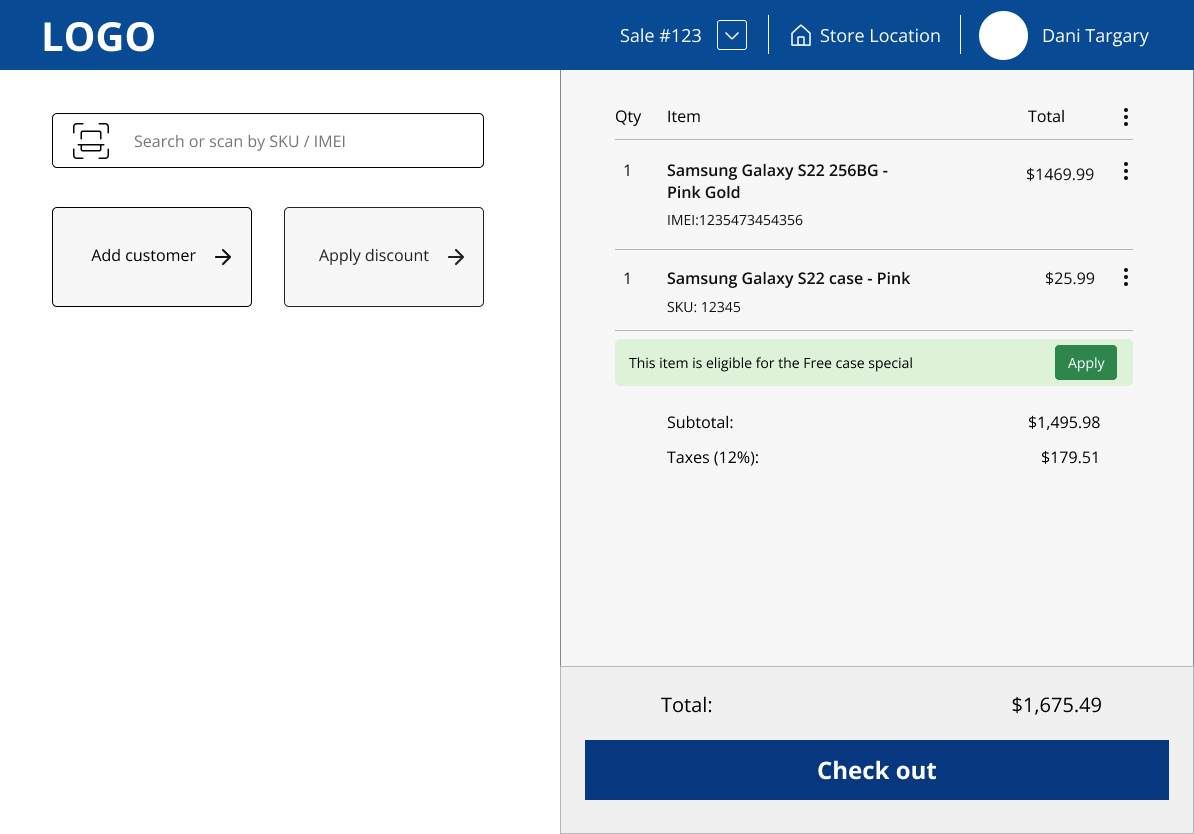 LOGO
Sale #123
Store Location
Dani Targary
Search or scan by SKU / IMEI
Add customer
Apply discount
Qty Item Total
1 Samsung Galaxy S22 256BG - $1469.99
Pink Gold
IMEI:1235473454356
1 Samsung Galaxy S22 case - Pink $25.99
SKU: 12345
This item is eligible for the Free case special Apply
Subtotal: $1,495.98
Taxes (12%): $179.51
Total: $1,675.49
Check out